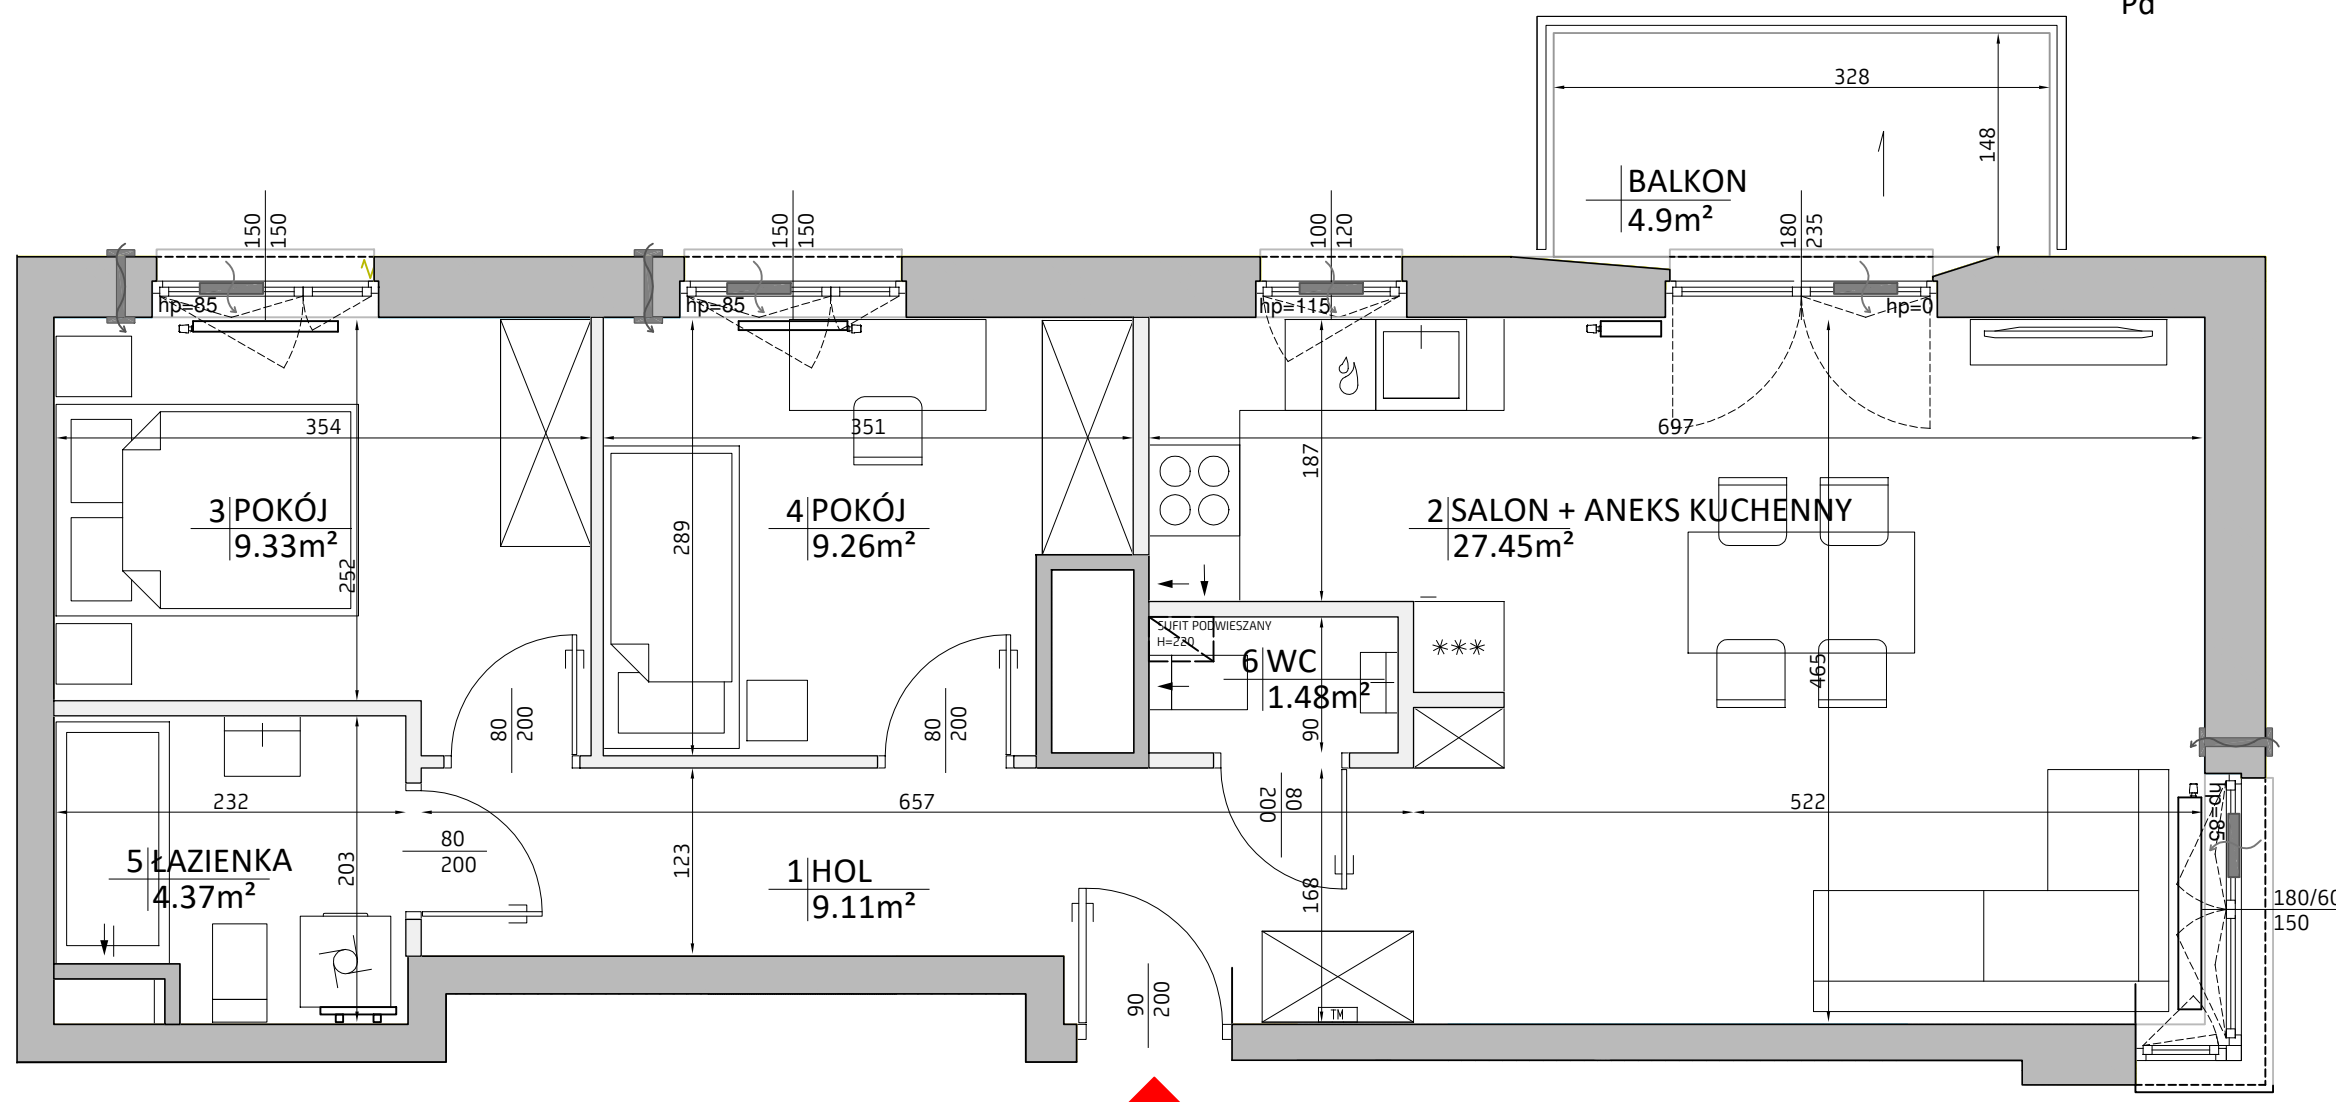 Pd
328
148
BALKON
4.9m²
150
150
150
150
100
120
180
235
hp=85
hp=85
hp=115
hp=0
354
351
697
187
3 POKÓJ
9.33m²
252
4 POKÓJ
9.26m²
289
2 SALON + ANEKS KUCHENNY
27.45m²
465
SUFIT PODWIESZANY
H=220
6 WC
1.48m²
90
***
80
200
80
200
232
657
522
80
200
80
200
hp=85
5 ŁAZIENKA
4.37m²
203
123
1 HOL
9.11m²
168
180/60
150
90
200
TM